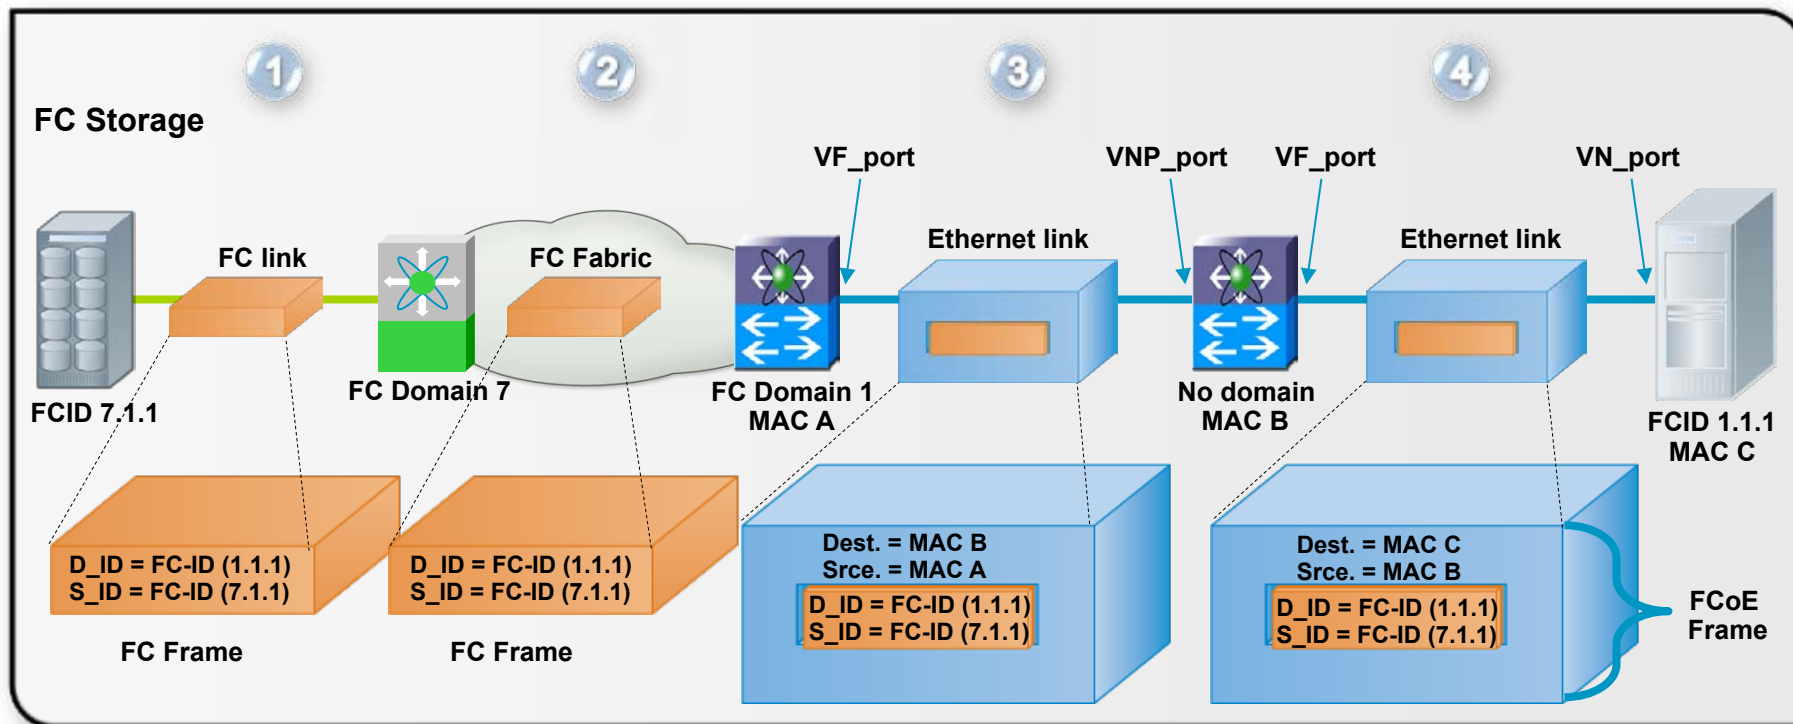 1
2
3
4
FC Storage
VF_port
VNP_port
VF_port
VN_port
FC link
FC Fabric
Ethernet link
Ethernet link
FCID 7.1.1
FC Domain 7
FC Domain 1
MAC A
No domain
MAC B
FCID 1.1.1
MAC C
D_ID = FC-ID (1.1.1)
S_ID = FC-ID (7.1.1)
FC Frame
D_ID = FC-ID (1.1.1)
S_ID = FC-ID (7.1.1)
FC Frame
Dest. = MAC B
Srce. = MAC A
D_ID = FC-ID (1.1.1)
S_ID = FC-ID (7.1.1)
Dest. = MAC C
Srce. = MAC B
D_ID = FC-ID (1.1.1)
S_ID = FC-ID (7.1.1)
FCoE
Frame